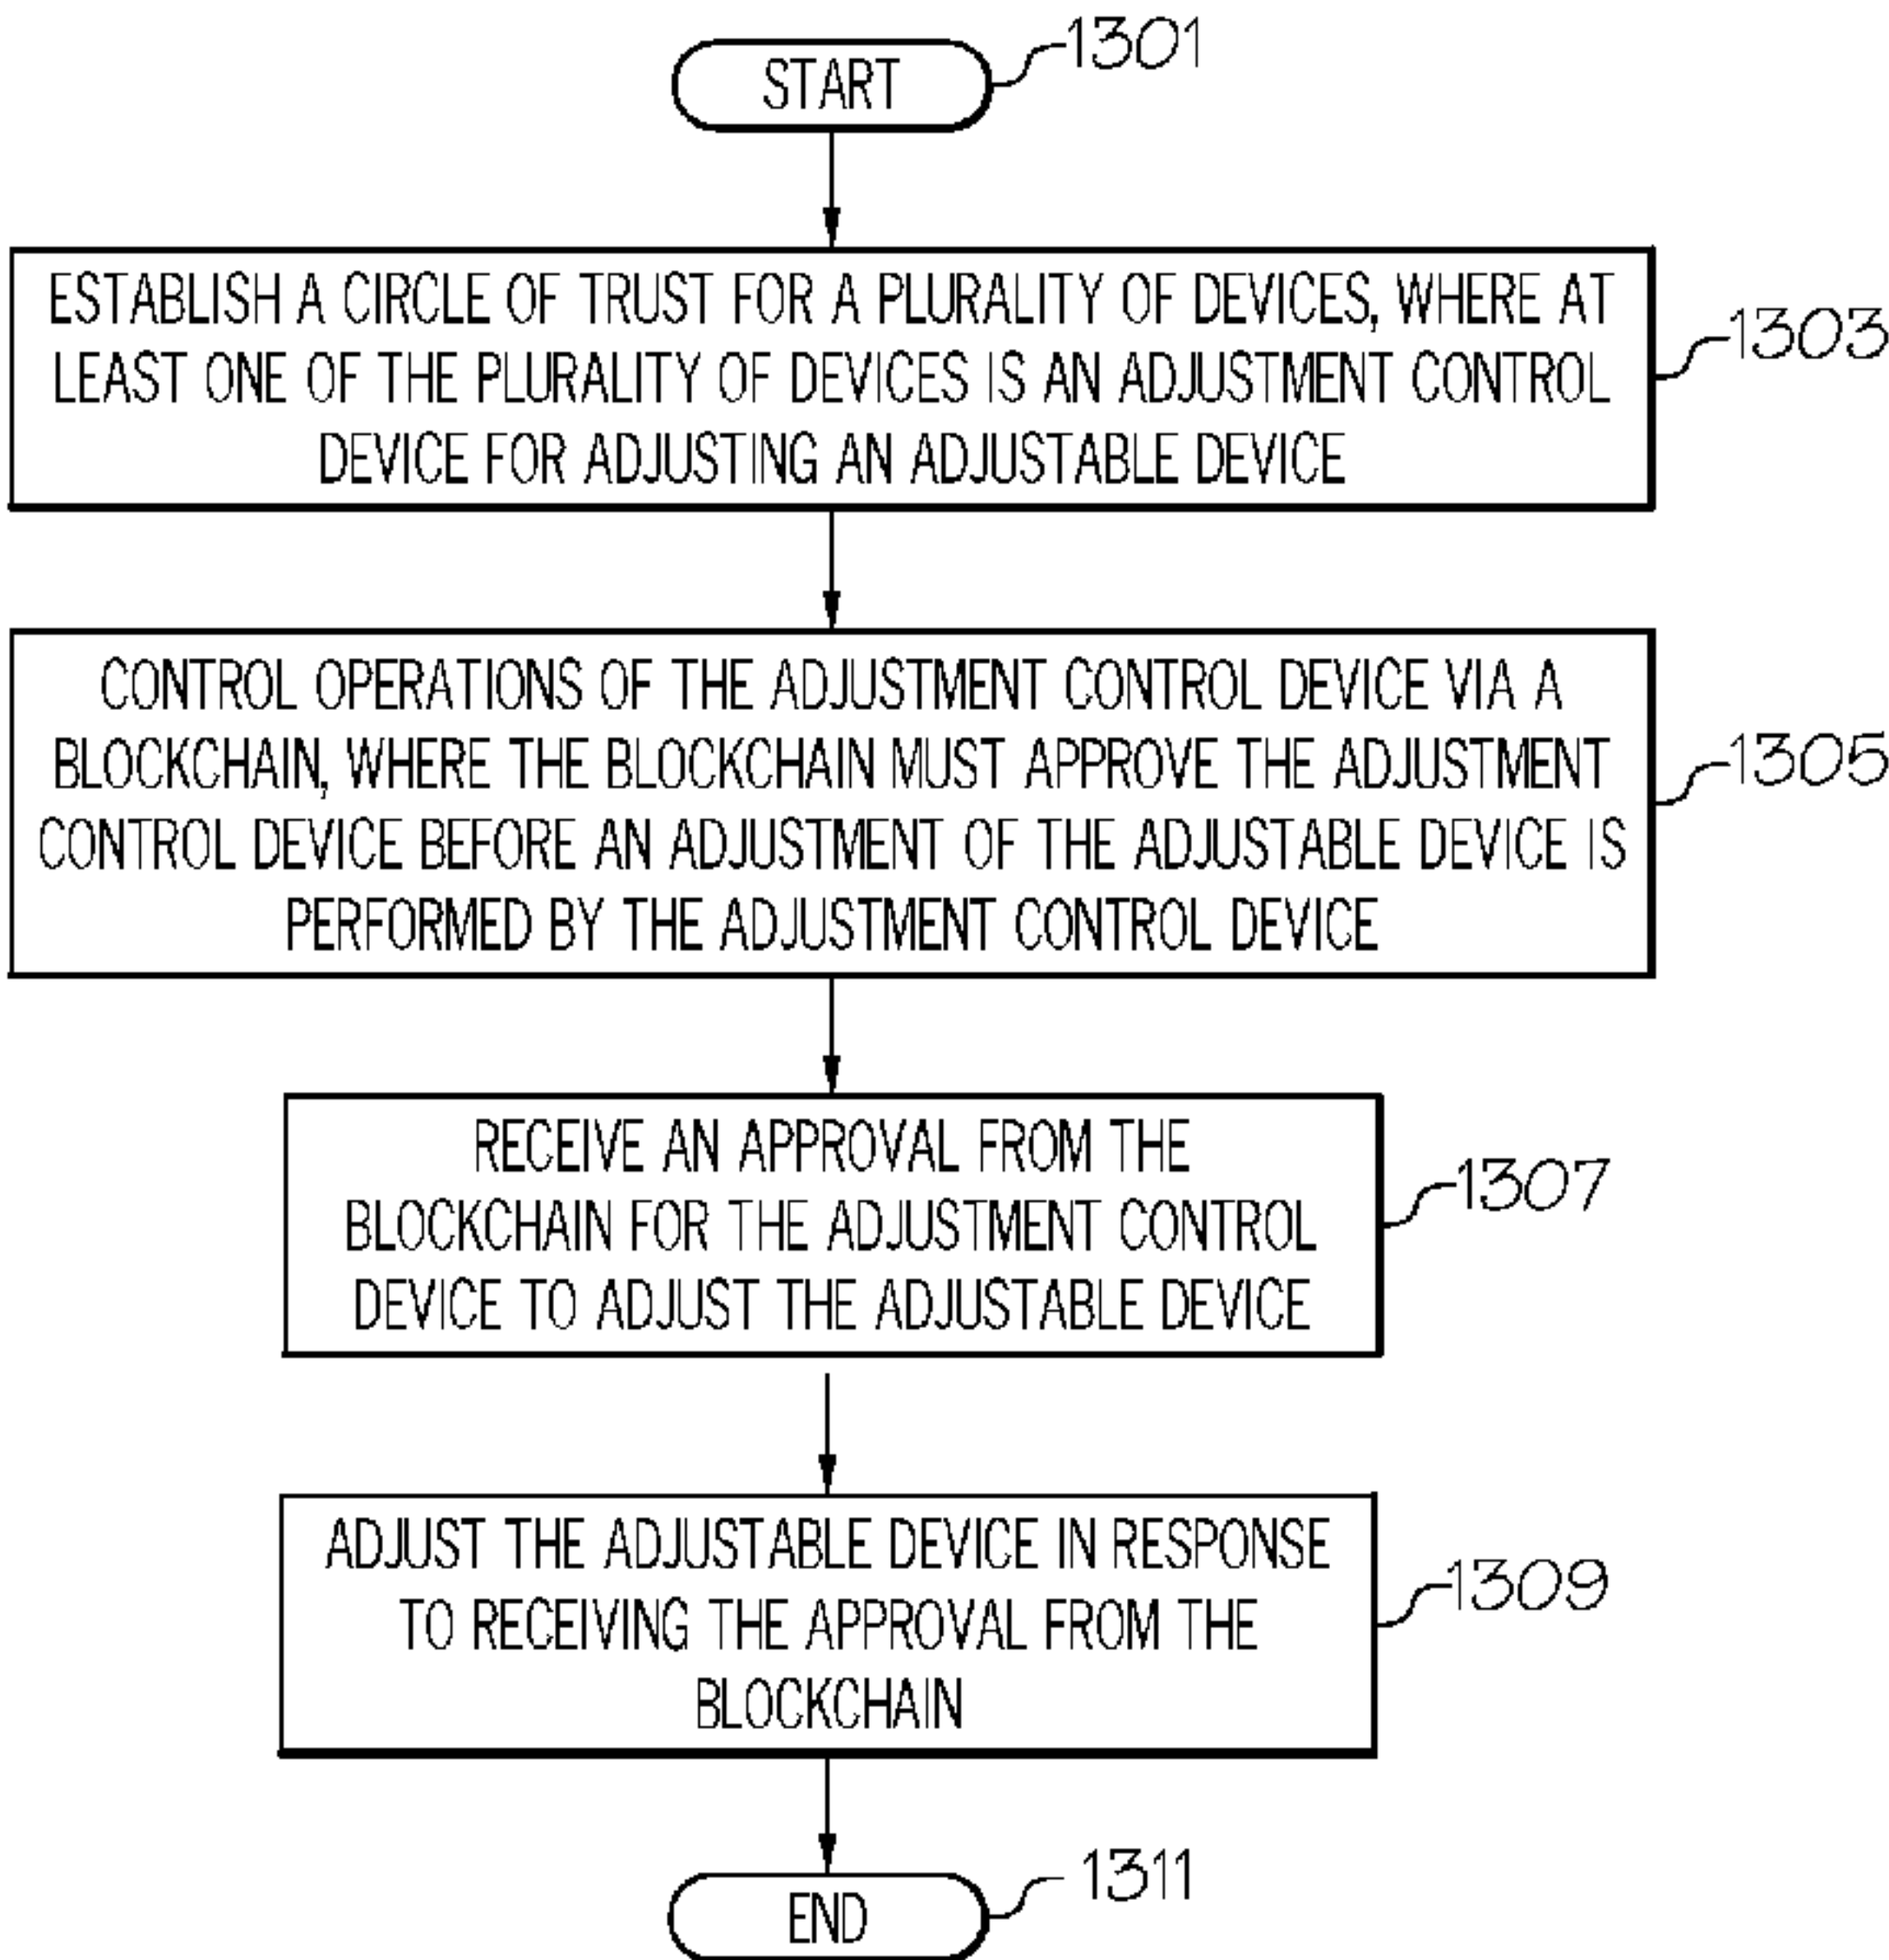 START
1301
ESTABLISH A CIRCLE OF TRUST FOR A PLURALITY OF DEVICES, WHERE AT
LEAST ONE OF THE PLURALITY OF DEVICES IS AN ADJUSTMENT CONTROL
DEVICE FOR ADJUSTING AN ADJUSTABLE DEVICE
1303
CONTROL OPERATIONS OF THE ADJUSTMENT CONTROL DEVICE VIA A
BLOCKCHAIN, WHERE THE BLOCKCHAIN MUST APPROVE THE ADJUSTMENT
CONTROL DEVICE BEFORE AN ADJUSTMENT OF THE ADJUSTABLE DEVICE IS
PERFORMED BY THE ADJUSTMENT CONTROL DEVICE
1305
RECEIVE AN APPROVAL FROM THE
BLOCKCHAIN FOR THE ADJUSTMENT CONTROL
DEVICE TO ADJUST THE ADJUSTABLE DEVICE
1307
ADJUST THE ADJUSTABLE DEVICE IN RESPONSE
TO RECEIVING THE APPROVAL FROM THE
BLOCKCHAIN
1309
END
1311